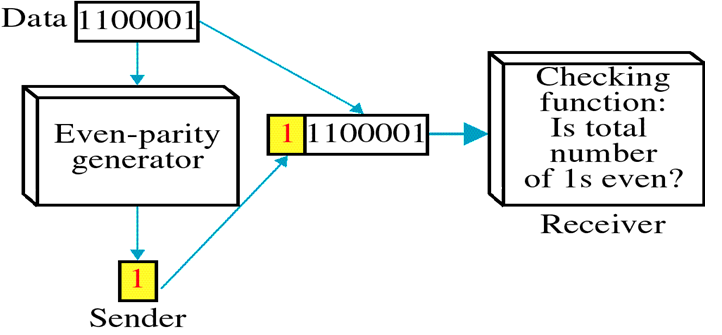 Data 1100001
Even-parity
generator
1
Sender
1 1100001
Checking
function:
Is total
number
of 1s even?
Receiver